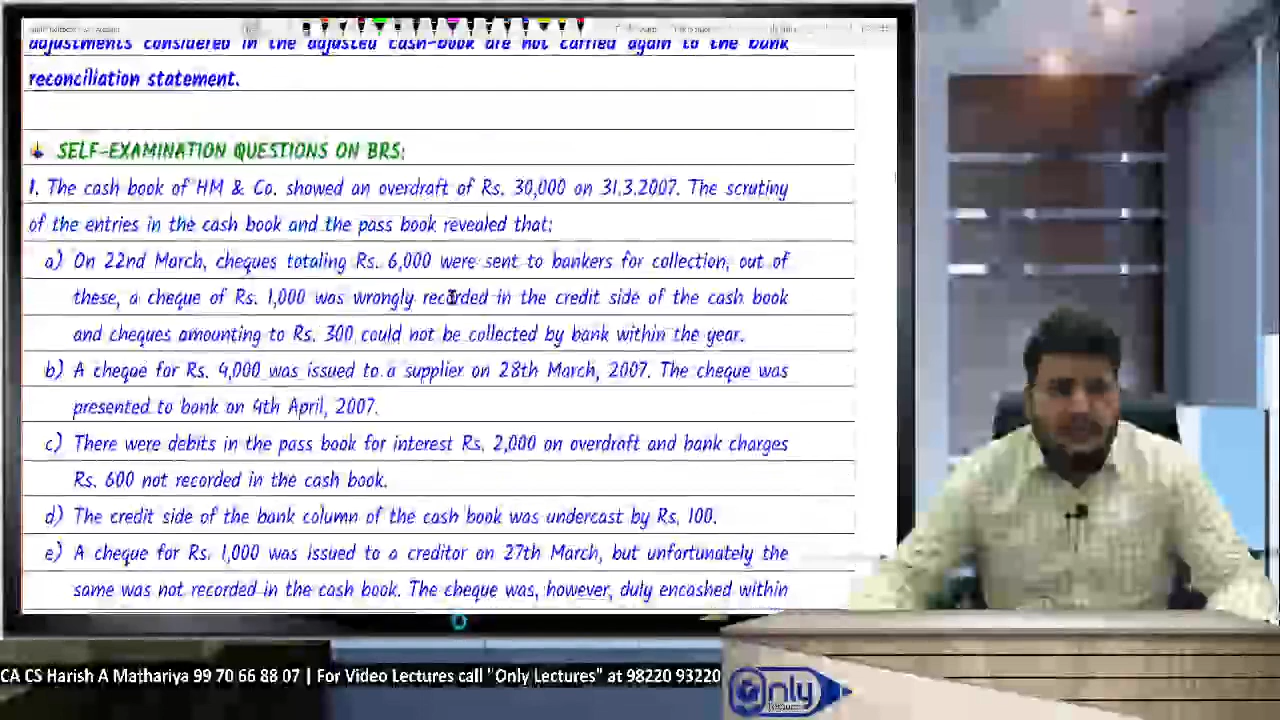 adjustments considered in the adjusted cash-book are not carried again to the bank
reconciliation statement.
SELF-EXAMINATION QUESTIONS ON BRS:
1. The cash book of HM & Co. showed an overdraft of Rs. 30,000 on 31.3.2007. The scrutiny
of the entries in the cash book and the pass book revealed that:
a) On 22nd March, cheques totaling Rs. 6,000 were sent to bankers for collection, out of
these, a cheque of Rs. 1,000 was wrongly recorded in the credit side of the cash book
and cheques amounting to Rs. 300 could not be collected by bank within the year.
b) A cheque for Rs. 4,000 was issued to a supplier on 28th March, 2007. The cheque was
presented to bank on 4th April, 2007.
c) There were debits in the pass book for interest Rs. 2,000 on overdraft and bank charges
Rs. 600 not recorded in the cash book.
d) The credit side of the bank column of the cash book was undercast by Rs. 100.
e) A cheque for Rs. 1,000 was issued to a creditor on 27th March, but unfortunately the
same was not recorded in the cash book. The cheque was, however, duly encashed within
CA CS Harish A Mathariya 99 70 66 88 07 | For Video Lectures call "Only Lectures" at 98220 93220
Only